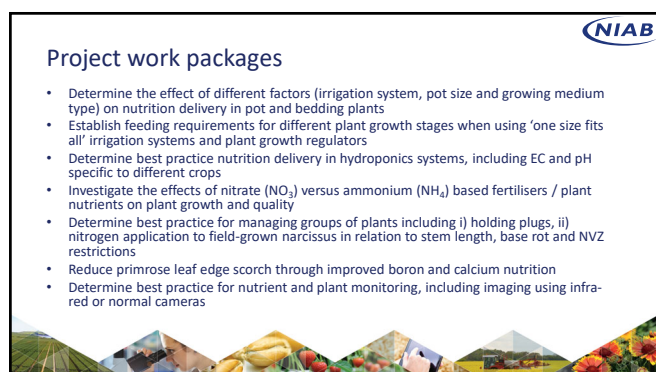 NIAB
Project work packages
• Determine the effect of different factors (irrigation system, pot size and growing medium
type) on nutrition delivery in pot and bedding plants
• Establish feeding requirements for different plant growth stages when using ‘one size fits
all’ irrigation systems and plant growth regulators
• Determine best practice nutrition delivery in hydroponics systems, including EC and pH
specific to different crops
• Investigate the effects of nitrate (NO₃) versus ammonium (NH₄) based fertilisers / plant
nutrients on plant growth and quality
• Determine best practice for managing groups of plants including i) holding plugs, ii)
nitrogen application to field-grown narcissus in relation to stem length, base rot and NVZ
restrictions
• Reduce primrose leaf edge scorch through improved boron and calcium nutrition
• Determine best practice for nutrient and plant monitoring, including imaging using infra-
red or normal cameras